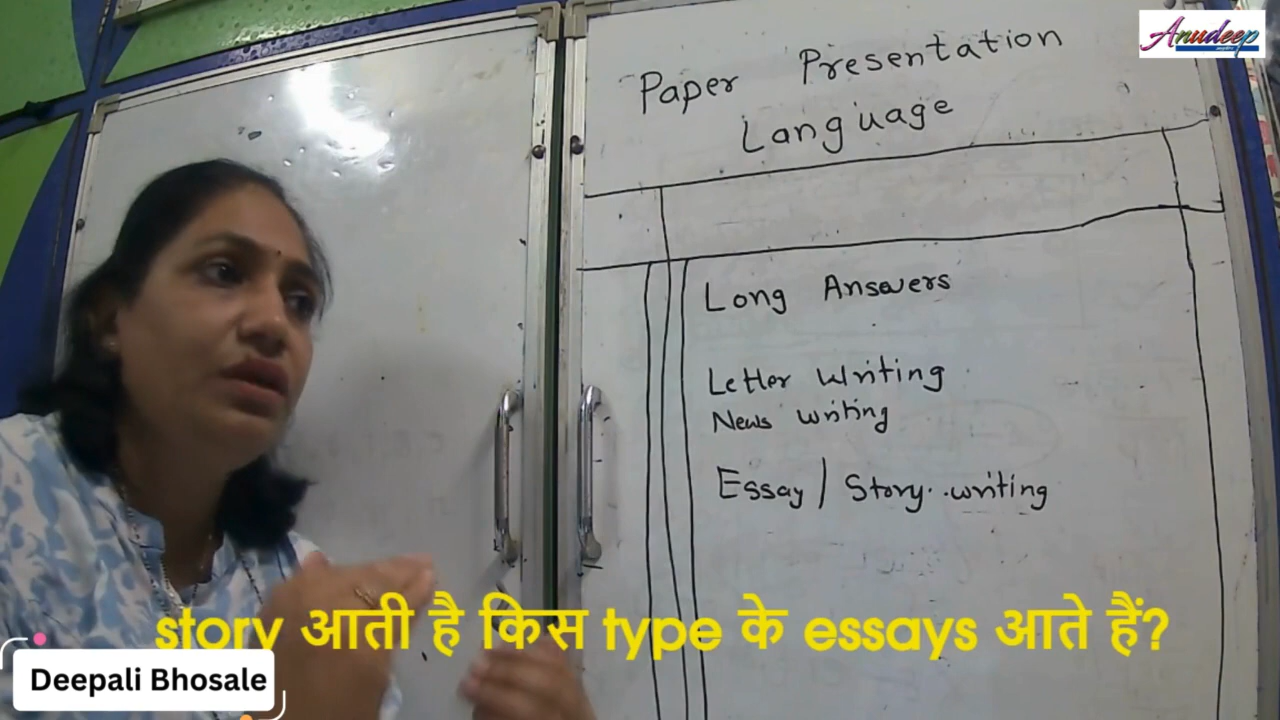 Anudeep
Paper Presentation
Language
Long Answers
Letter Writing
News writing
Essay / Story writing
story आती है किस type के essays आते हैं?
Deepali Bhosale